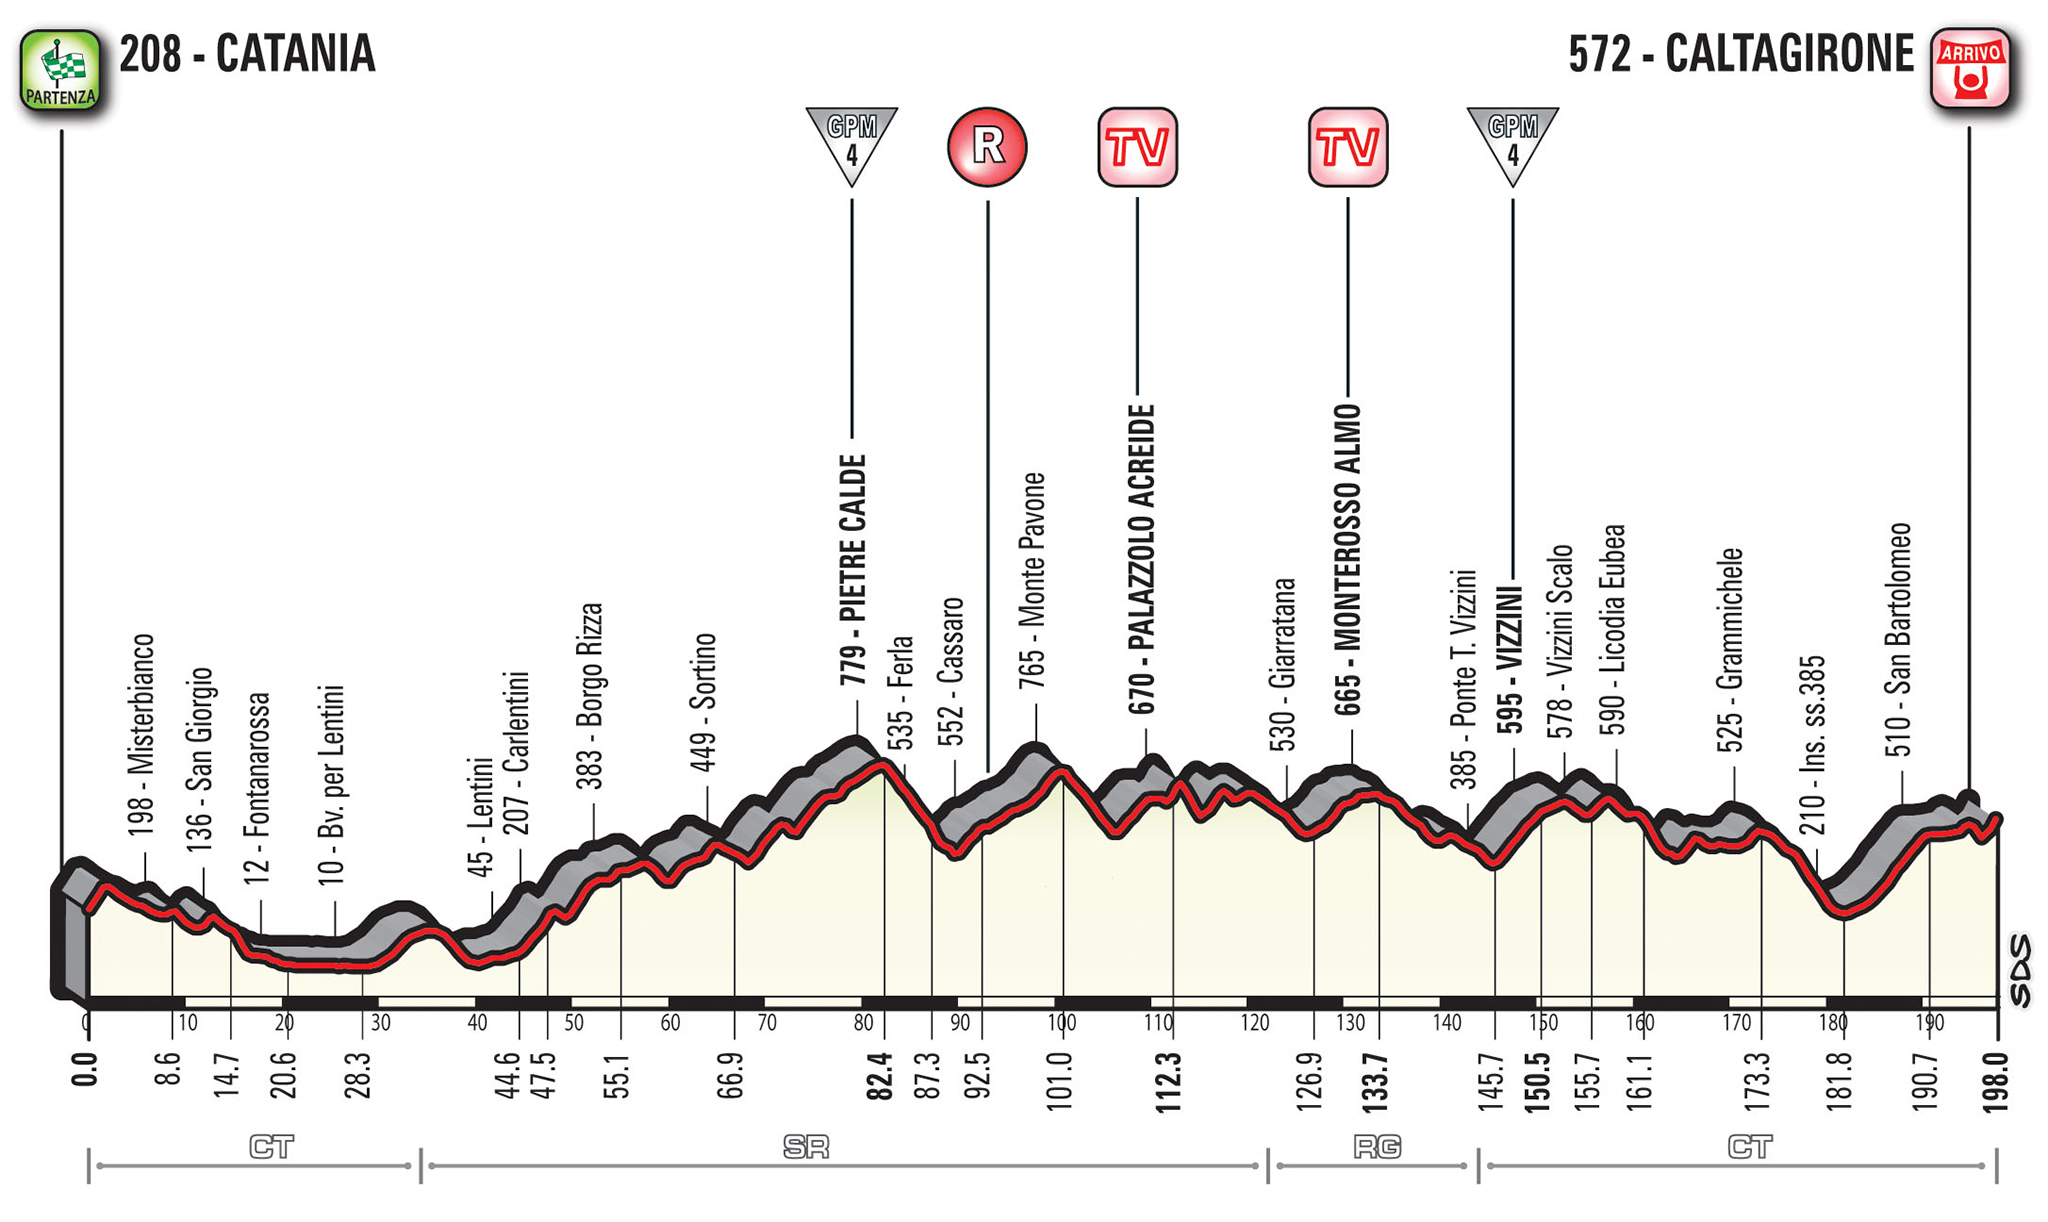 208 - CATANIA
572 - CALTAGIRONE
PARTENZA
ARRIVO
GPM
4
R
TV
TV
GPM
4
198 - Misterbianco
136 - San Giorgio
12 - Fontanarossa
10 - Bv. per Lentini
45 - Lentini
207 - Carlentini
383 - Borgo Rizza
449 - Sortino
779 - PIETRE CALDE
535 - Ferla
552 - Cassaro
765 - Monte Pavone
670 - PALAZZOLO ACREIDE
530 - Giarratana
665 - MONTEROSSO ALMO
385 - Ponte T. Vizzini
595 - VIZZINI
578 - Vizzini Scalo
590 - Licodia Eubea
525 - Grammichele
210 - Ins. ss.385
510 - San Bartolomeo
SDS
0 10 20 30 40 50 60 70 80 90 100 110 120 130 140 150 160 170 180 190
0.0 8.6 14.7 20.6 28.3 44.6 47.5 55.1 66.9 82.4 87.3 92.5 101.0 112.3 126.9 133.7 145.7 150.5 155.7 161.1 173.3 181.8 190.7 198.0
CT SR RG CT